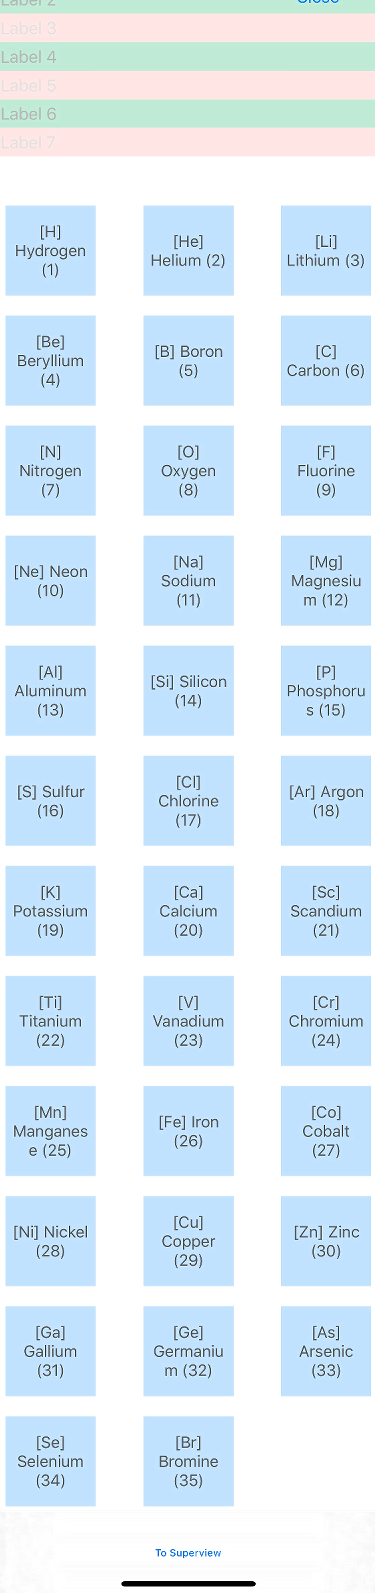 Label 2
Close
Label 3
Label 4
Label 5
Label 6
Label 7
[H]
Hydrogen
(1)
[He]
Helium (2)
[Li]
Lithium (3)
[Be]
Beryllium
(4)
[B] Boron
(5)
[C]
Carbon (6)
[N]
Nitrogen
(7)
[O]
Oxygen
(8)
[F]
Fluorine
(9)
[Ne] Neon
(10)
[Na]
Sodium
(11)
[Mg]
Magnesiu
m (12)
[Al]
Aluminum
(13)
[Si] Silicon
(14)
[P]
Phosphoru
s (15)
[S] Sulfur
(16)
[Cl]
Chlorine
(17)
[Ar] Argon
(18)
[K]
Potassium
(19)
[Ca]
Calcium
(20)
[Sc]
Scandium
(21)
[Ti]
Titanium
(22)
[V]
Vanadium
(23)
[Cr]
Chromium
(24)
[Mn]
Manganes
e (25)
[Fe] Iron
(26)
[Co]
Cobalt
(27)
[Ni] Nickel
(28)
[Cu]
Copper
(29)
[Zn] Zinc
(30)
[Ga]
Gallium
(31)
[Ge]
Germaniu
m (32)
[As]
Arsenic
(33)
[Se]
Selenium
(34)
[Br]
Bromine
(35)
To Superview